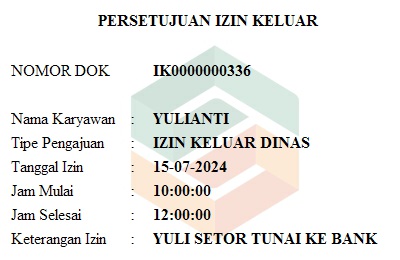 PERSETUJUAN IZIN KELUAR
NOMOR DOK IK0000000336
Nama Karyawan : YULIANTI
Tipe Pengajuan : IZIN KELUAR DINAS
Tanggal Izin : 15-07-2024
Jam Mulai : 10:00:00
Jam Selesai : 12:00:00
Keterangan Izin : YULI SETOR TUNAI KE BANK